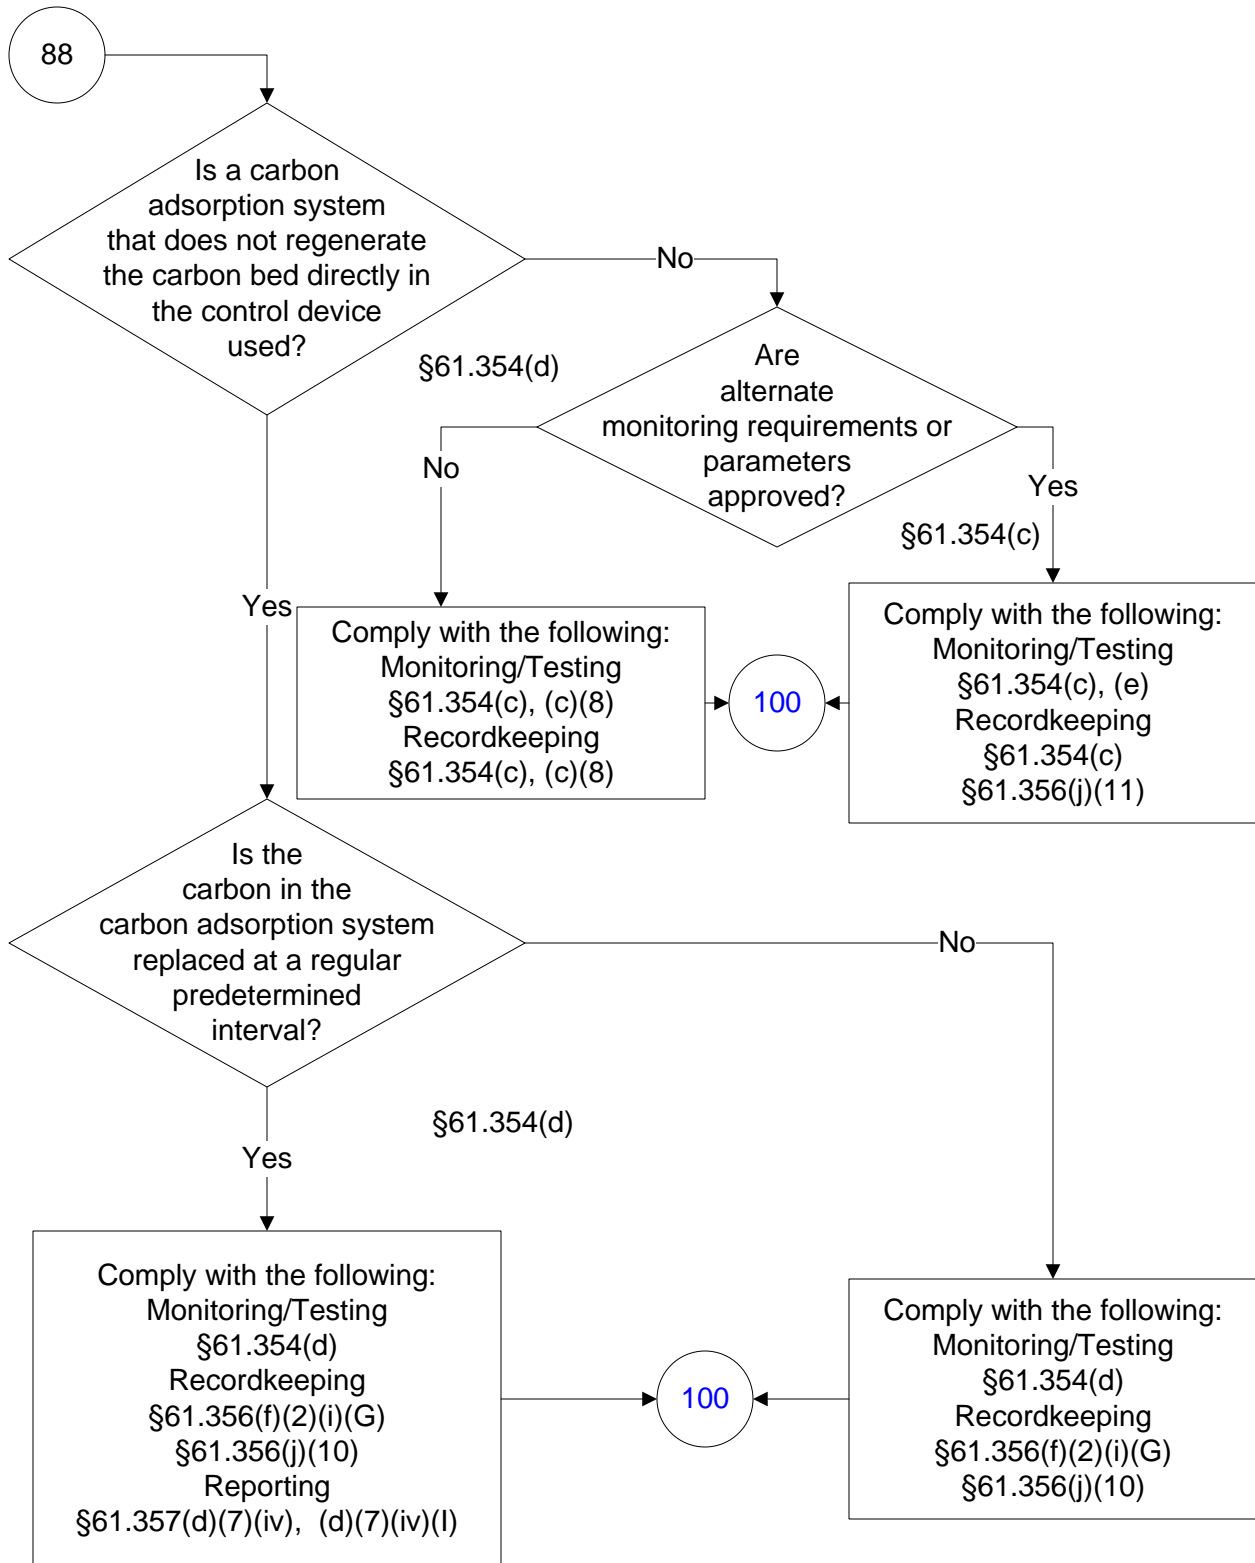 88
Is a carbon
adsorption system
that does not regenerate
the carbon bed directly in
the control device
used?
No
§61.354(d)
Are
alternate
monitoring requirements or
parameters
approved?
No
Yes
§61.354(c)
Yes
Comply with the following:
Monitoring/Testing
§61.354(c), (c)(8)
Recordkeeping
§61.354(c), (c)(8)
100
Comply with the following:
Monitoring/Testing
§61.354(c), (e)
Recordkeeping
§61.354(c)
§61.356(j)(11)
Is the
carbon in the
carbon adsorption system
replaced at a regular
predetermined
interval?
No
§61.354(d)
Yes
Comply with the following:
Monitoring/Testing
§61.354(d)
Recordkeeping
§61.356(f)(2)(i)(G)
§61.356(j)(10)
Reporting
§61.357(d)(7)(iv), (d)(7)(iv)(I)
100
Comply with the following:
Monitoring/Testing
§61.354(d)
Recordkeeping
§61.356(f)(2)(i)(G)
§61.356(j)(10)